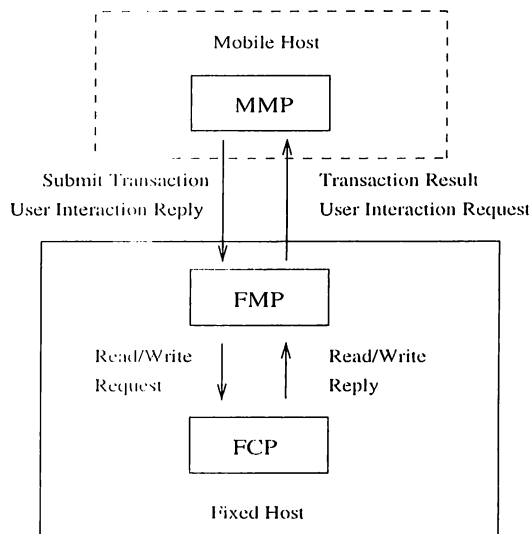 Mobile Host
MMP
Submit Transaction
User Interaction Reply
Transaction Result
User Interaction Request
FMP
Read/Write
Request
Read/Write
Reply
FCP
Fixed Host